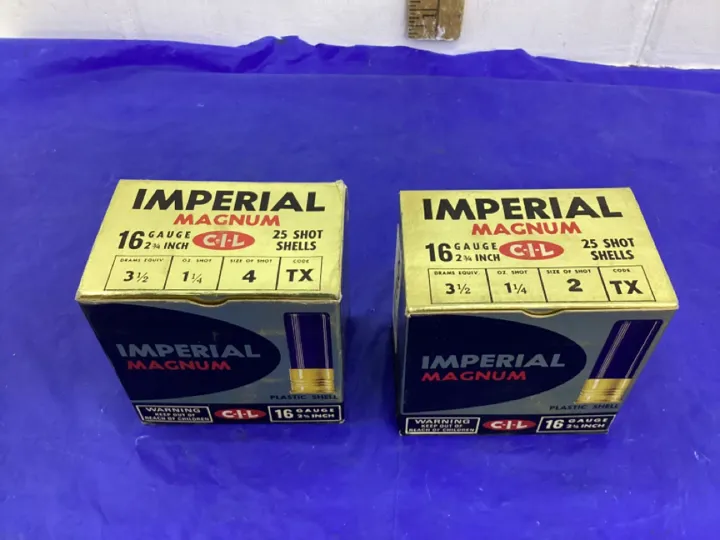 IMPERIAL
MAGNUM
16 GAUGE 2¾ INCH C·I·L 25 SHOT SHELLS
DRAMS EQUIV. OZ. SHOT SIZE OF SHOT CODE
3½ 1¼ 4 TX
IMPERIAL
MAGNUM
PLASTIC SHELL
WARNING
KEEP OUT OF
REACH OF CHILDREN
C·I·L
16 GAUGE 2¾ INCH
IMPERIAL
MAGNUM
16 GAUGE 2¾ INCH C·I·L 25 SHOT SHELLS
DRAMS EQUIV. OZ. SHOT SIZE OF SHOT CODE
3½ 1¼ 2 TX
IMPERIAL
MAGNUM
PLASTIC SHELL
WARNING
KEEP OUT OF
REACH OF CHILDREN
C·I·L
16 GAUGE 2¾ INCH